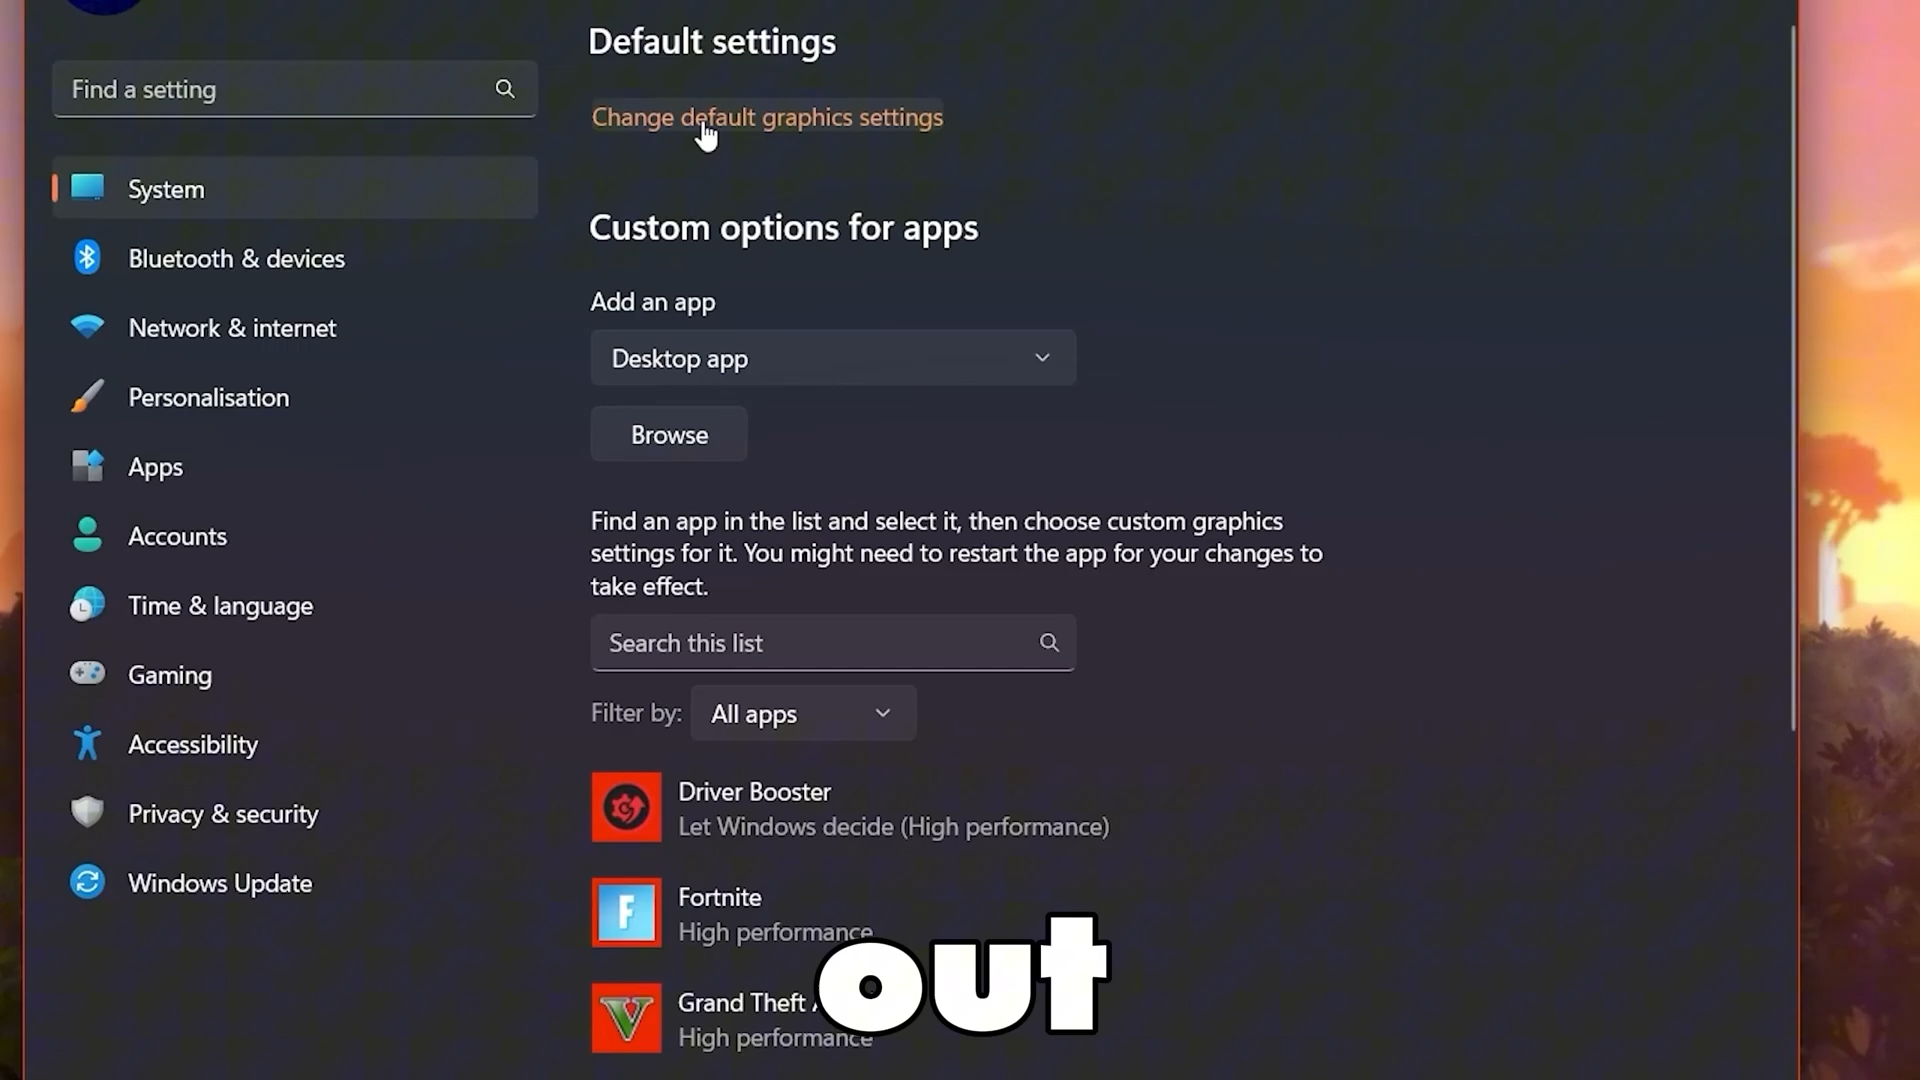 Find a setting
System
Bluetooth & devices
Network & internet
Personalisation
Apps
Accounts
Time & language
Gaming
Accessibility
Privacy & security
Windows Update
Default settings
Change default graphics settings
Custom options for apps
Add an app
Desktop app
Browse
Find an app in the list and select it, then choose custom graphics
settings for it. You might need to restart the app for your changes to
take effect.
Search this list
Filter by: All apps
Driver Booster
Let Windows decide (High performance)
Fortnite
High performance
Grand Theft
High performance
out